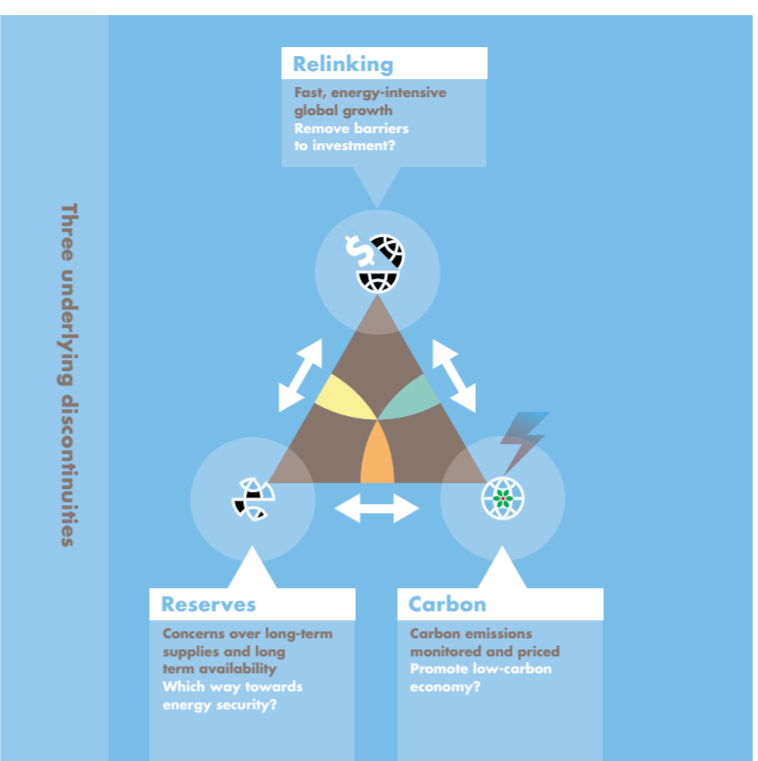 Three underlying discontinuities
Relinking
Fast, energy-intensive
global growth
Remove barriers
to investment?
$
Reserves
Concerns over long-term
supplies and long
term availability
Which way towards
energy security?
Carbon
Carbon emissions
monitored and priced
Promote low-carbon
economy?